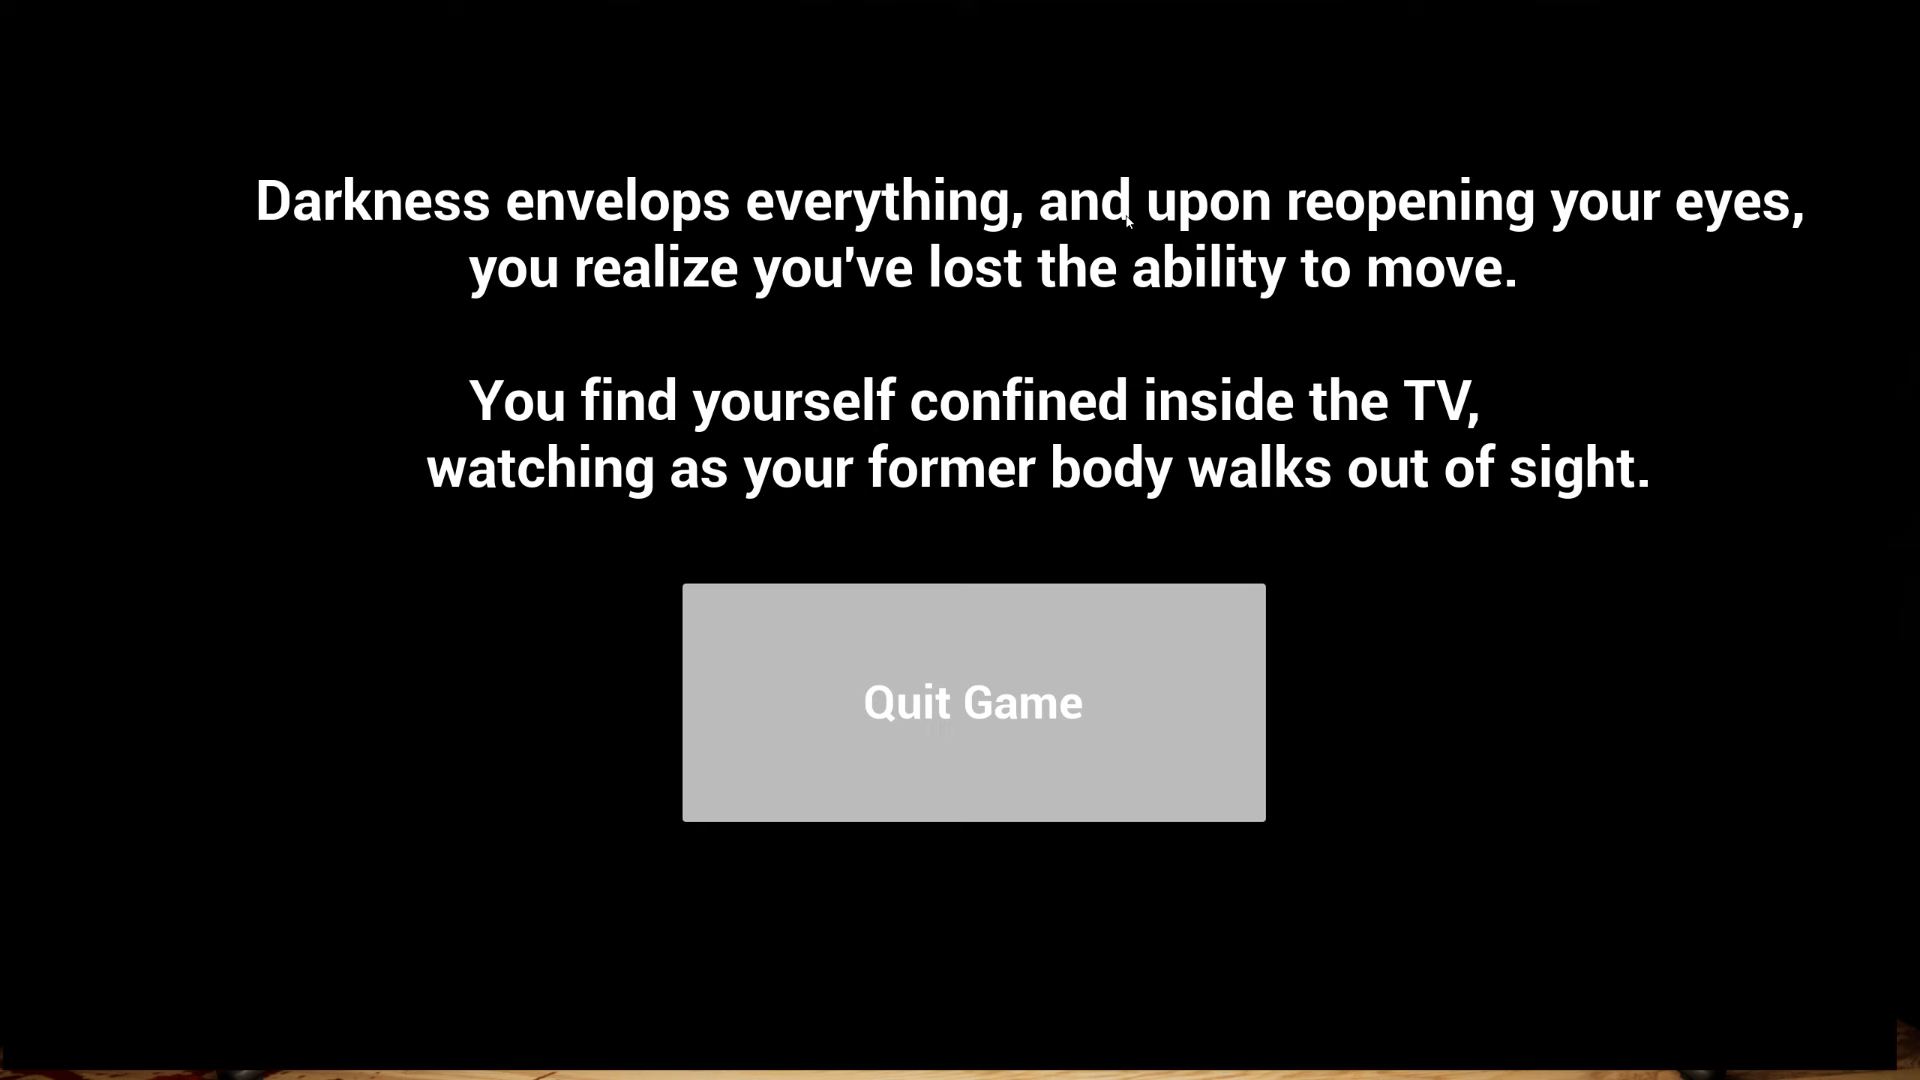 Darkness envelops everything, and upon reopening your eyes,
you realize you've lost the ability to move.
You find yourself confined inside the TV,
watching as your former body walks out of sight.
Quit Game